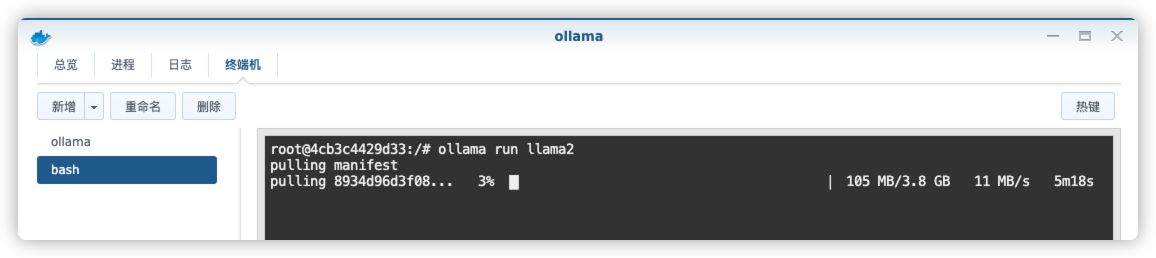 ollama
总览 进程 日志 终端机
新增 重命名 删除 热键
ollama
bash
root@4cb3c4429d33:/# ollama run llama2
pulling manifest
pulling 8934d96d3f08... 3% | 105 MB/3.8 GB 11 MB/s 5m18s